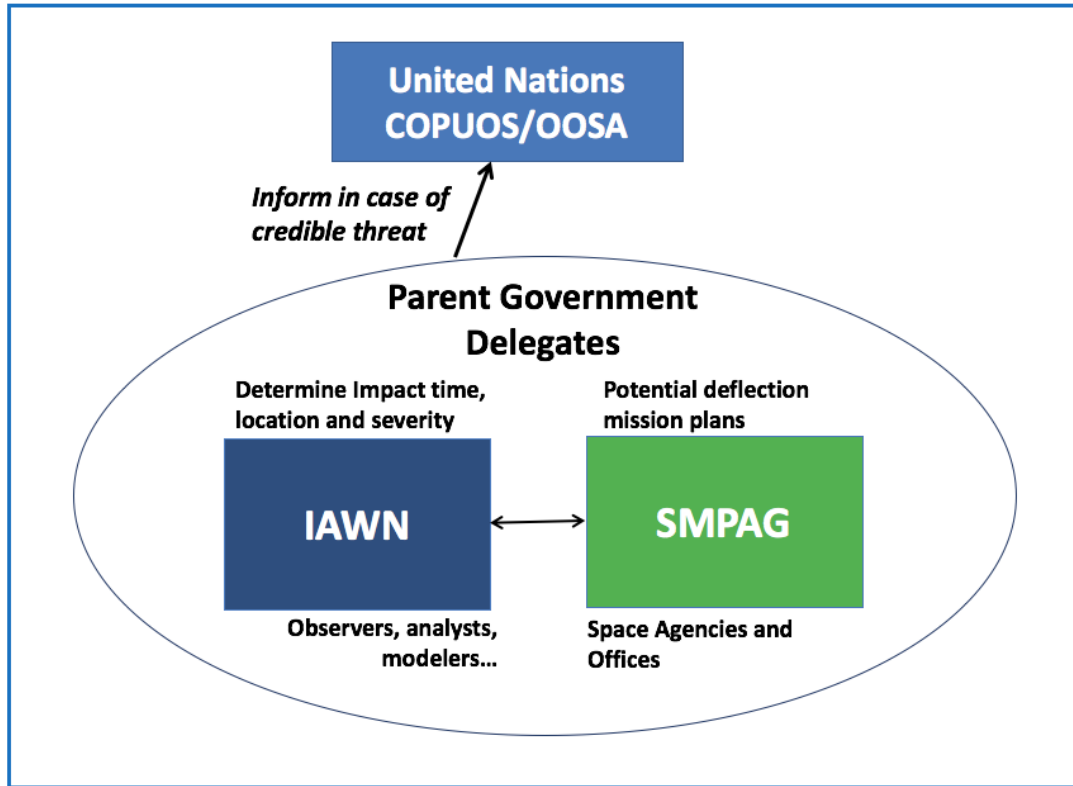 United Nations
COPUOS/OOSA
Inform in case of
credible threat
Parent Government
Delegates
Determine Impact time,
location and severity
Potential deflection
mission plans
IAWN
SMPAG
Observers, analysts,
modelers…
Space Agencies and
Offices